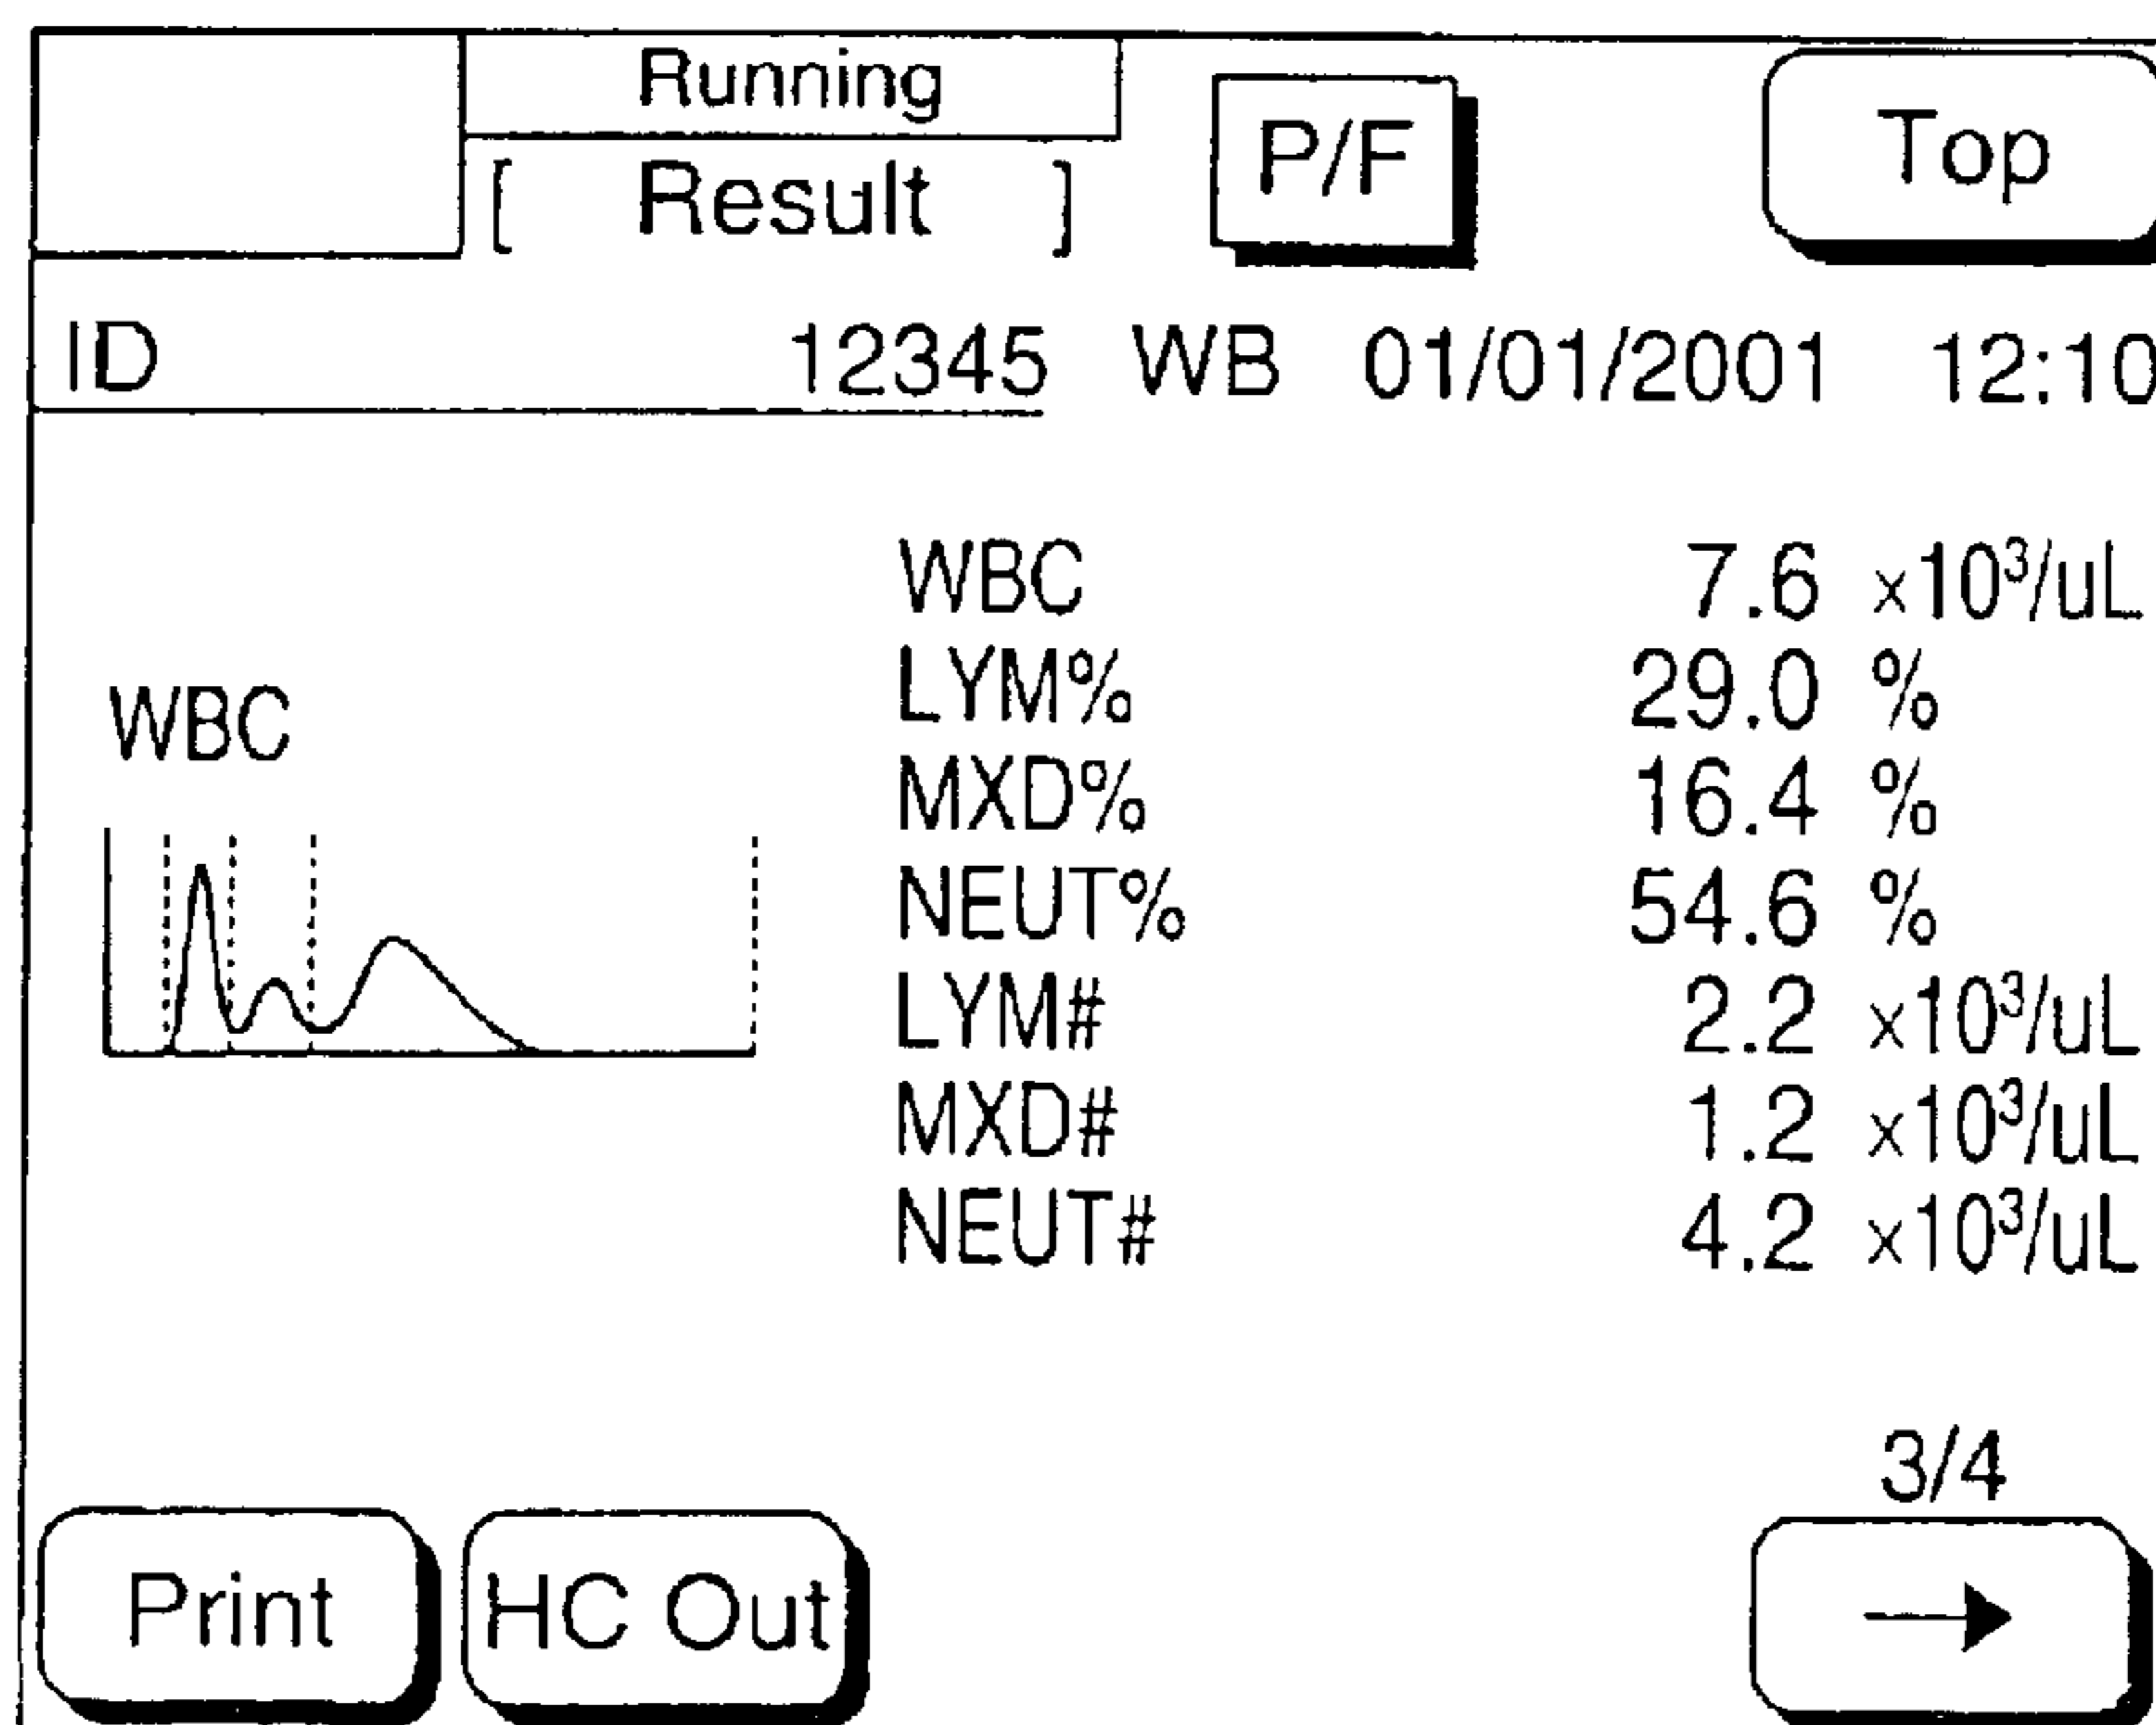 Running
P/F
Top
[ Result ]
ID 12345 WB 01/01/2001 12:10
WBC
WBC 7.6 ×10³/uL
LYM% 29.0 %
MXD% 16.4 %
NEUT% 54.6 %
LYM# 2.2 ×10³/uL
MXD# 1.2 ×10³/uL
NEUT# 4.2 ×10³/uL
3/4
Print
HC Out
→